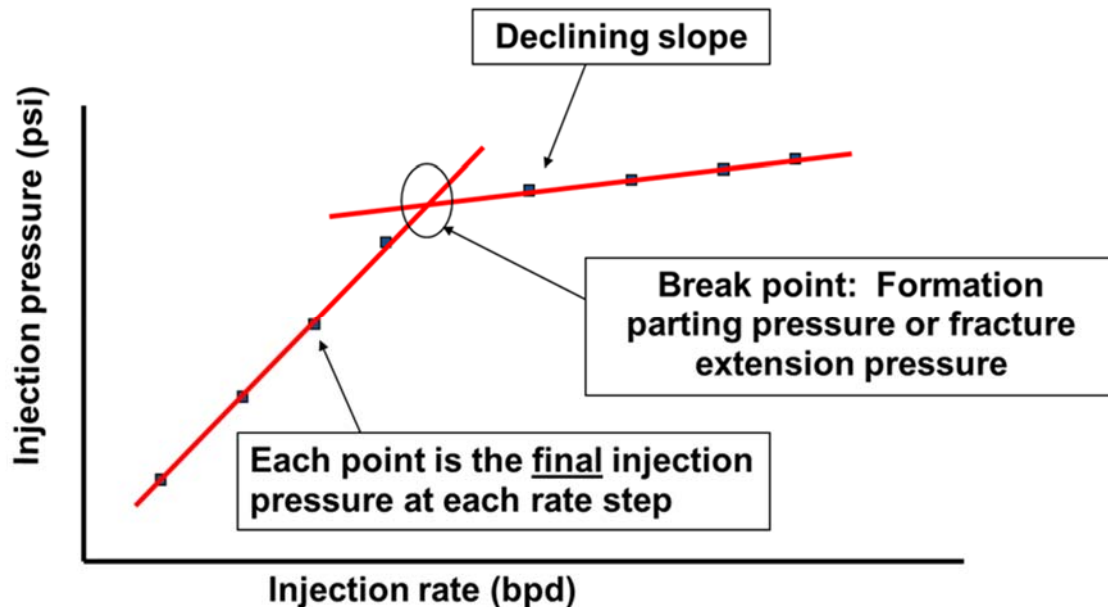 Declining slope
Injection pressure (psi)
Break point:  Formation
parting pressure or fracture
extension pressure
Each point is the final injection
pressure at each rate step
Injection rate (bpd)